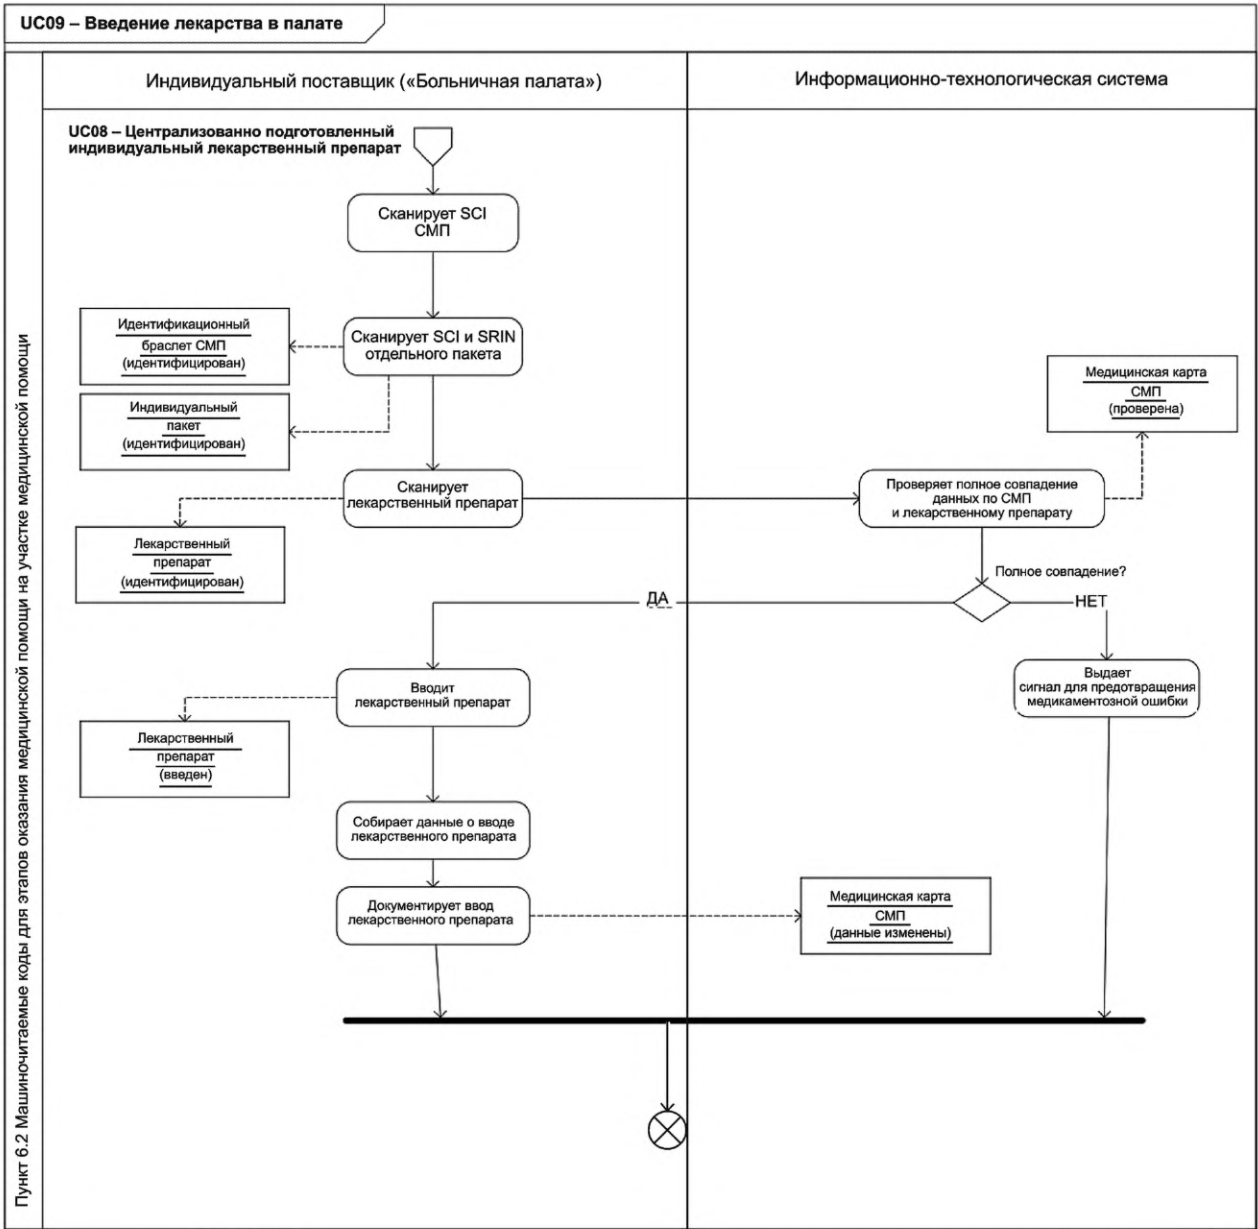 UC09 – Введение лекарства в палате
Индивидуальный поставщик («Больничная палата»)
Информационно-технологическая система
Пункт 6.2 Машиночитаемые коды для этапов оказания медицинской помощи на участке медицинской помощи
UC08 – Централизованно подготовленный
индивидуальный лекарственный препарат
Сканирует SCI
СМП
Идентификационный
браслет СМП
(идентифицирован)
Сканирует SCI и SRIN
отдельного пакета
Индивидуальный
пакет
(идентифицирован)
Медицинская карта
СМП
(проверена)
Сканирует
лекарственный препарат
Проверяет полное совпадение
данных по СМП
и лекарственному препарату
Лекарственный
препарат
(идентифицирован)
Полное совпадение?
ДА
НЕТ
Вводит
лекарственный препарат
Выдает
сигнал для предотвращения
медикаментозной ошибки
Лекарственный
препарат
(введен)
Собирает данные о вводе
лекарственного препарата
Документирует ввод
лекарственного препарата
Медицинская карта
СМП
(данные изменены)